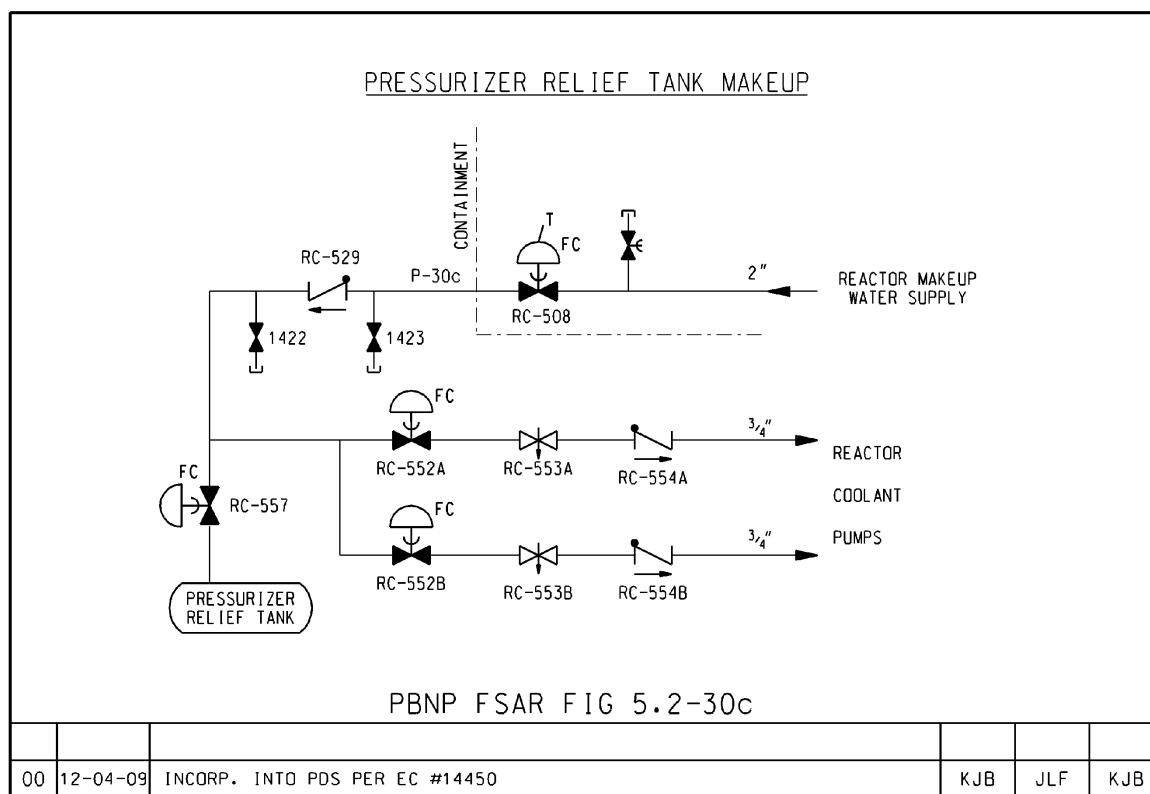 PRESSURIZER RELIEF TANK MAKEUP
CONTAINMENT
T
FC
RC-529
P-30c
2"
REACTOR MAKEUP
WATER SUPPLY
RC-508
1422
1423
FC
3/4"
RC-552A
RC-553A
RC-554A
REACTOR
COOLANT
PUMPS
FC
RC-557
FC
3/4"
RC-552B
RC-553B
RC-554B
PRESSURIZER
RELIEF TANK
PBNP FSAR FIG 5.2-30c
00 12-04-09 INCORP. INTO PDS PER EC #14450 KJB JLF KJB